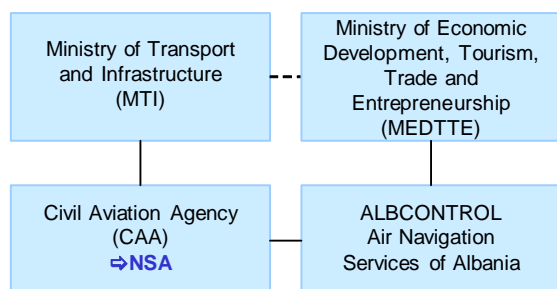 Ministry of Transport
and Infrastructure
(MTI)
Ministry of Economic
Development, Tourism,
Trade and
Entrepreneurship
(MEDTTE)
Civil Aviation Agency
(CAA)
⇨NSA
ALBCONTROL
Air Navigation
Services of Albania